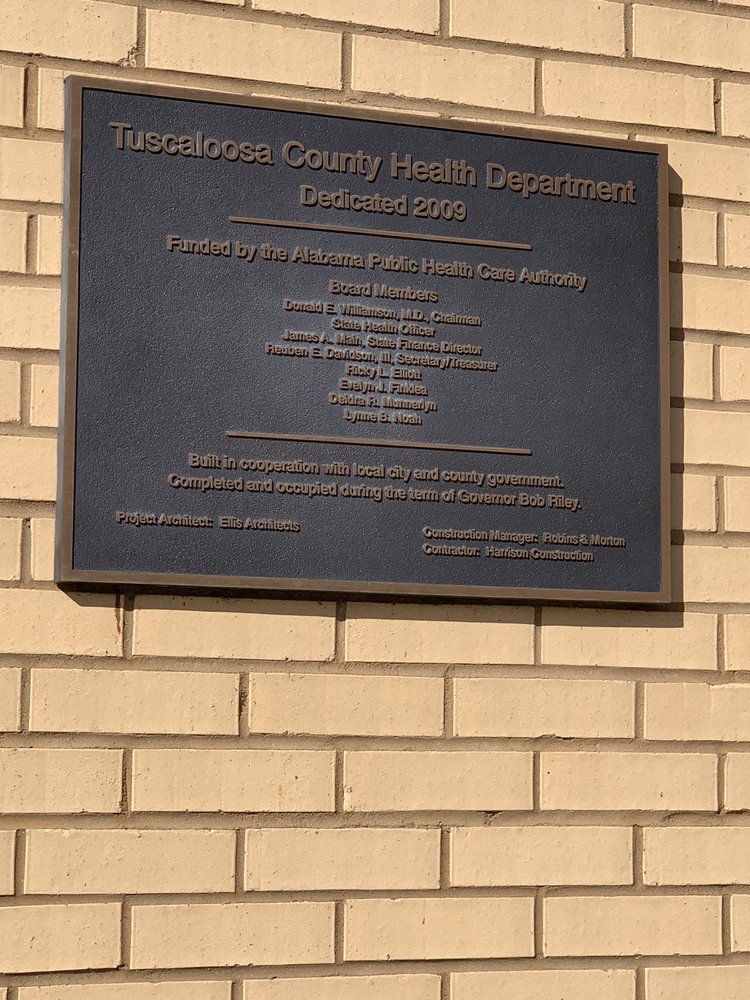 Tuscaloosa County Health Department
Dedicated 2009
Funded by the Alabama Public Health Care Authority
Board Members
Donald E. Williamson, M.D., Chairman
State Health Officer
James A. Main, State Finance Director
Reuben E. Davidson, III, Secretary/Treasurer
Ricky L. Elliott
Evelyn J. Finklea
Deidra R. Munnerlyn
Lynne B.
Built in cooperation with local city and county government.
Completed and occupied during the term of Governor Bob Riley.
Project Architect: Ellis Architects
Construction Manager: Robins & Morton
Contractor: Harrison Construction